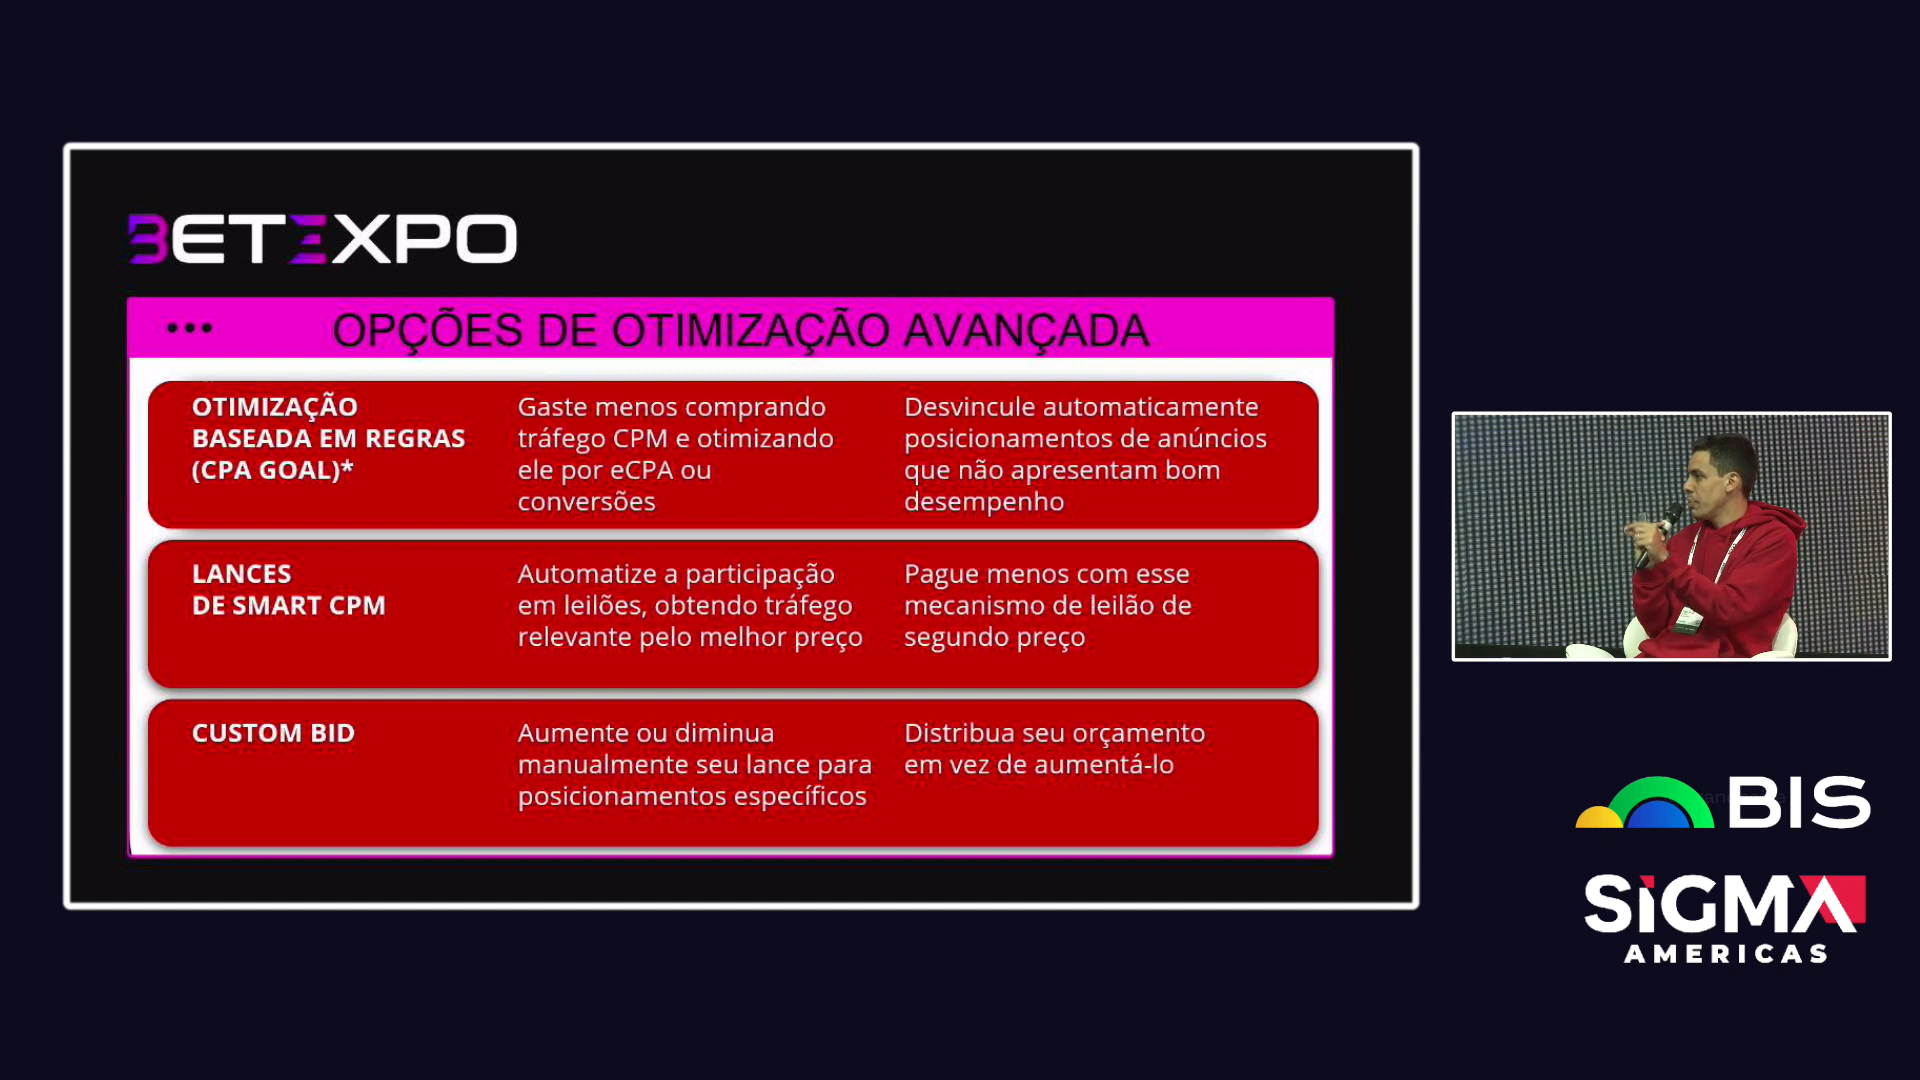 BETEXPO
••• OPÇÕES DE OTIMIZAÇÃO AVANÇADA
OTIMIZAÇÃO
BASEADA EM REGRAS
(CPA GOAL)*
Gaste menos comprando
tráfego CPM e otimizando
ele por eCPA ou
conversões
Desvincule automaticamente
posicionamentos de anúncios
que não apresentam bom
desempenho
LANCES
DE SMART CPM
Automatize a participação
em leilões, obtendo tráfego
relevante pelo melhor preço
Pague menos com esse
mecanismo de leilão de
segundo preço
CUSTOM BID
Aumente ou diminua
manualmente seu lance para
posicionamentos específicos
Distribua seu orçamento
em vez de aumentá-lo
BIS
SiGMA
AMERICAS